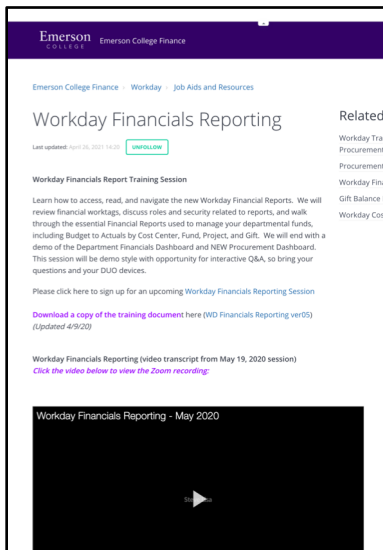 Emerson
COLLEGE
Emerson College Finance
Emerson College Finance
Workday
Job Aids and Resources
Workday Financials Reporting
Last updated: April 26, 2021 14:20
UNFOLLOW
Workday Financials Report Training Session
Learn how to access, read, and navigate the new Workday Financial Reports. We will
review financial worktags, discuss roles and security related to reports, and walk
through the essential Financial Reports used to manage your departmental funds,
including Budget to Actuals by Cost Center, Fund, Project, and Gift. We will end with a
demo of the Department Financials Dashboard and NEW Procurement Dashboard.
This session will be demo style with opportunity for interactive Q&A, so bring your
questions and your DUO devices.
Please click here to sign up for an upcoming Workday Financials Reporting Session
Download a copy of the training document here (WD Financials Reporting ver05)
(Updated 4/9/20)
Workday Financials Reporting (video transcript from May 19, 2020 session)
Click the video below to view the Zoom recording:
Workday Financials Reporting - May 2020
Related
Workday Tra
Procurement
Procurement
Workday Fina
Gift Balance
Workday Cos